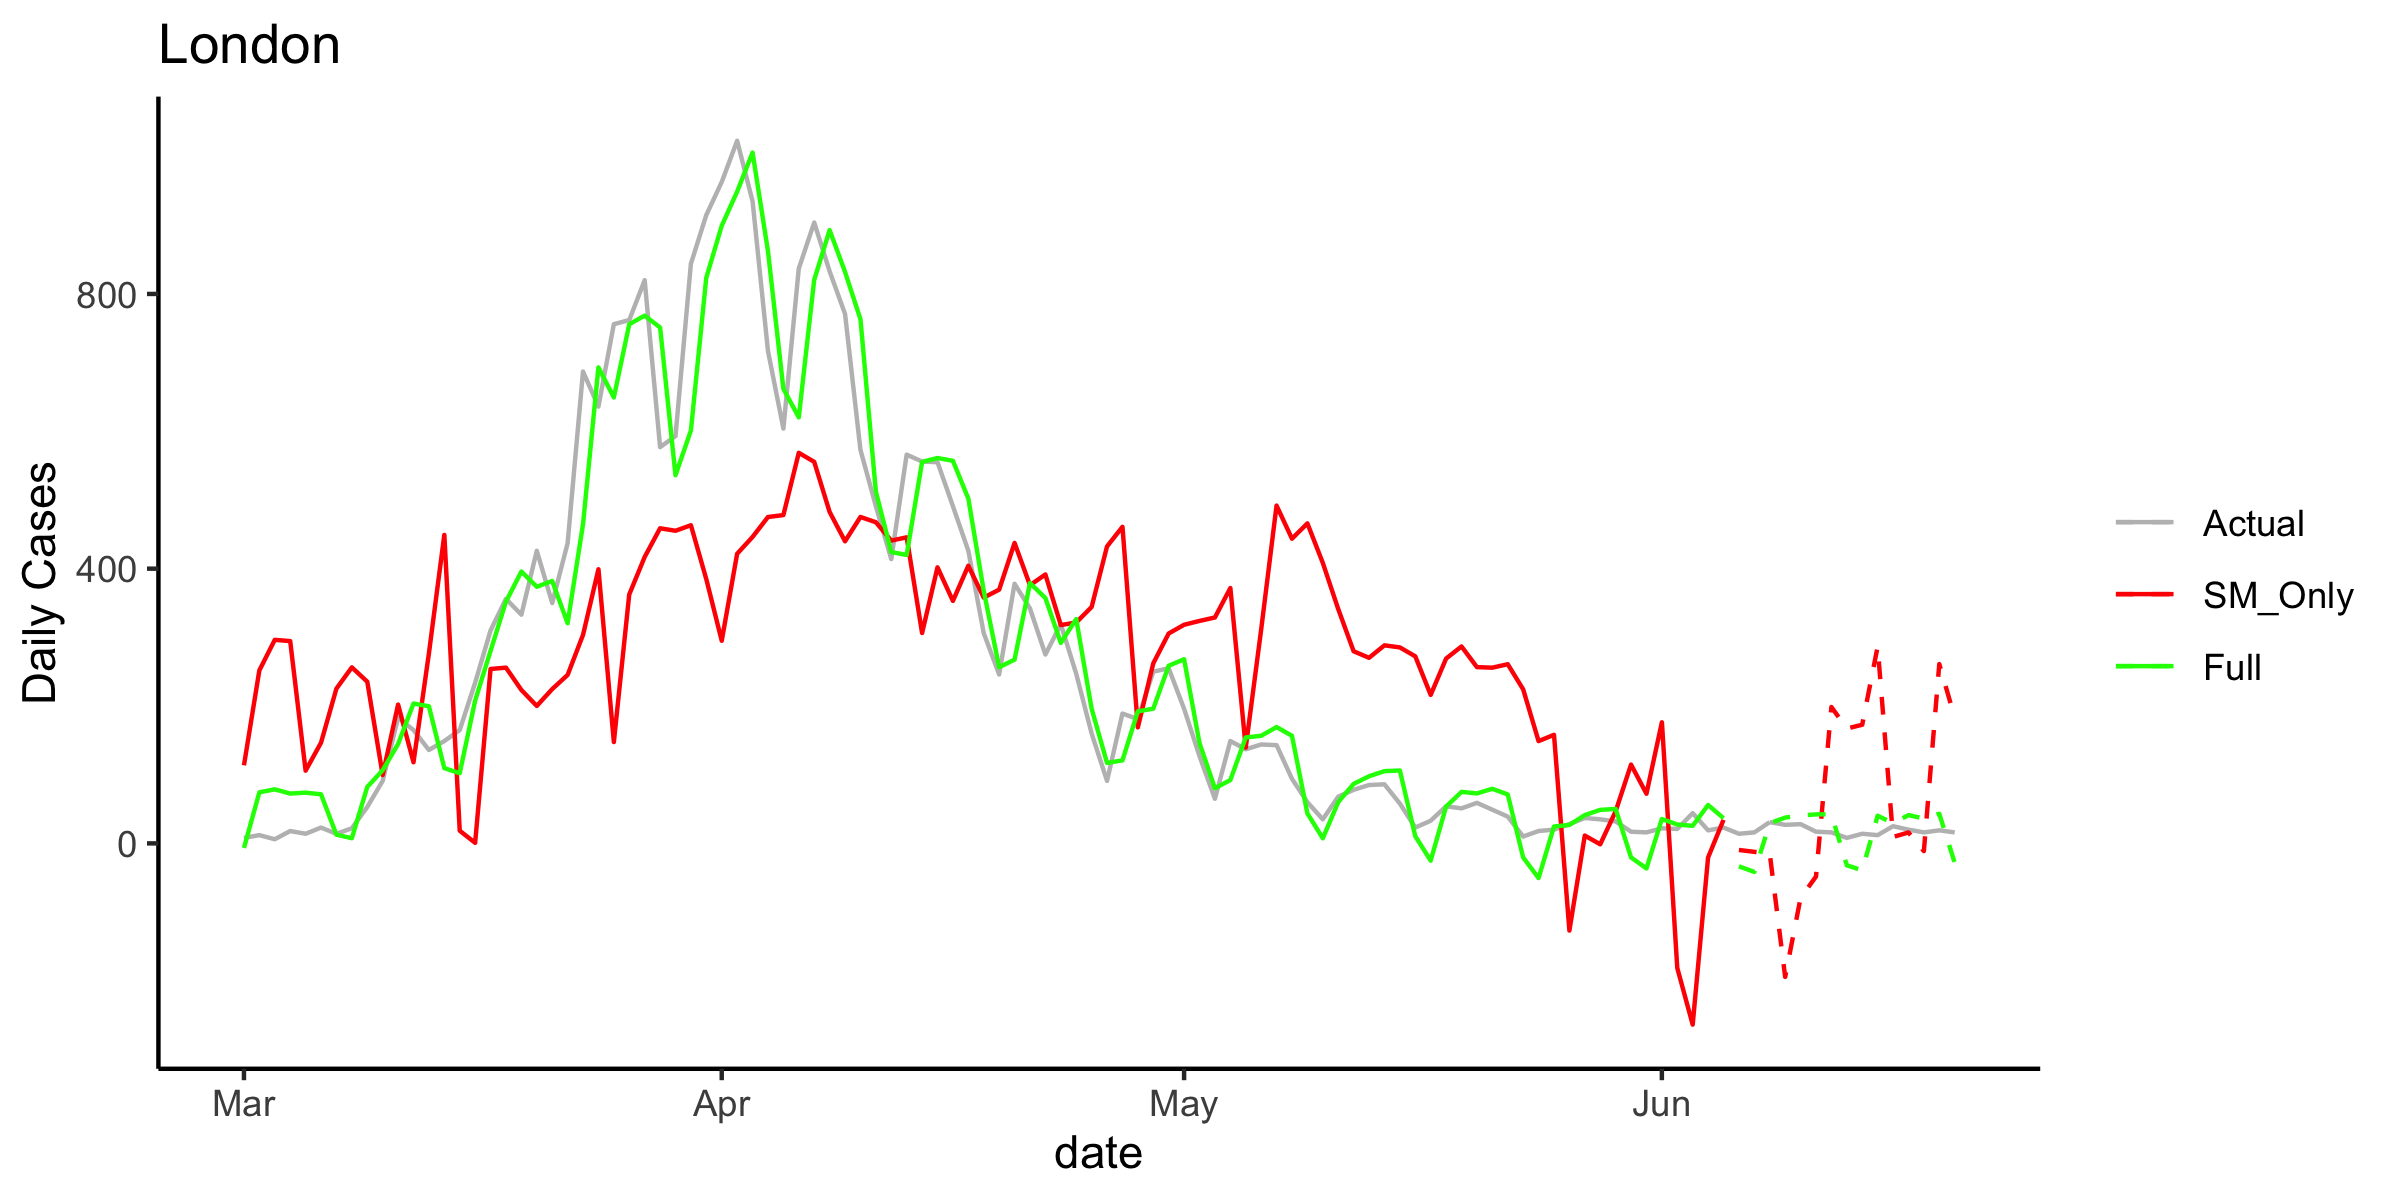 London
Daily Cases
800
400
0
Mar Apr May Jun
date
Actual
SM_Only
Full